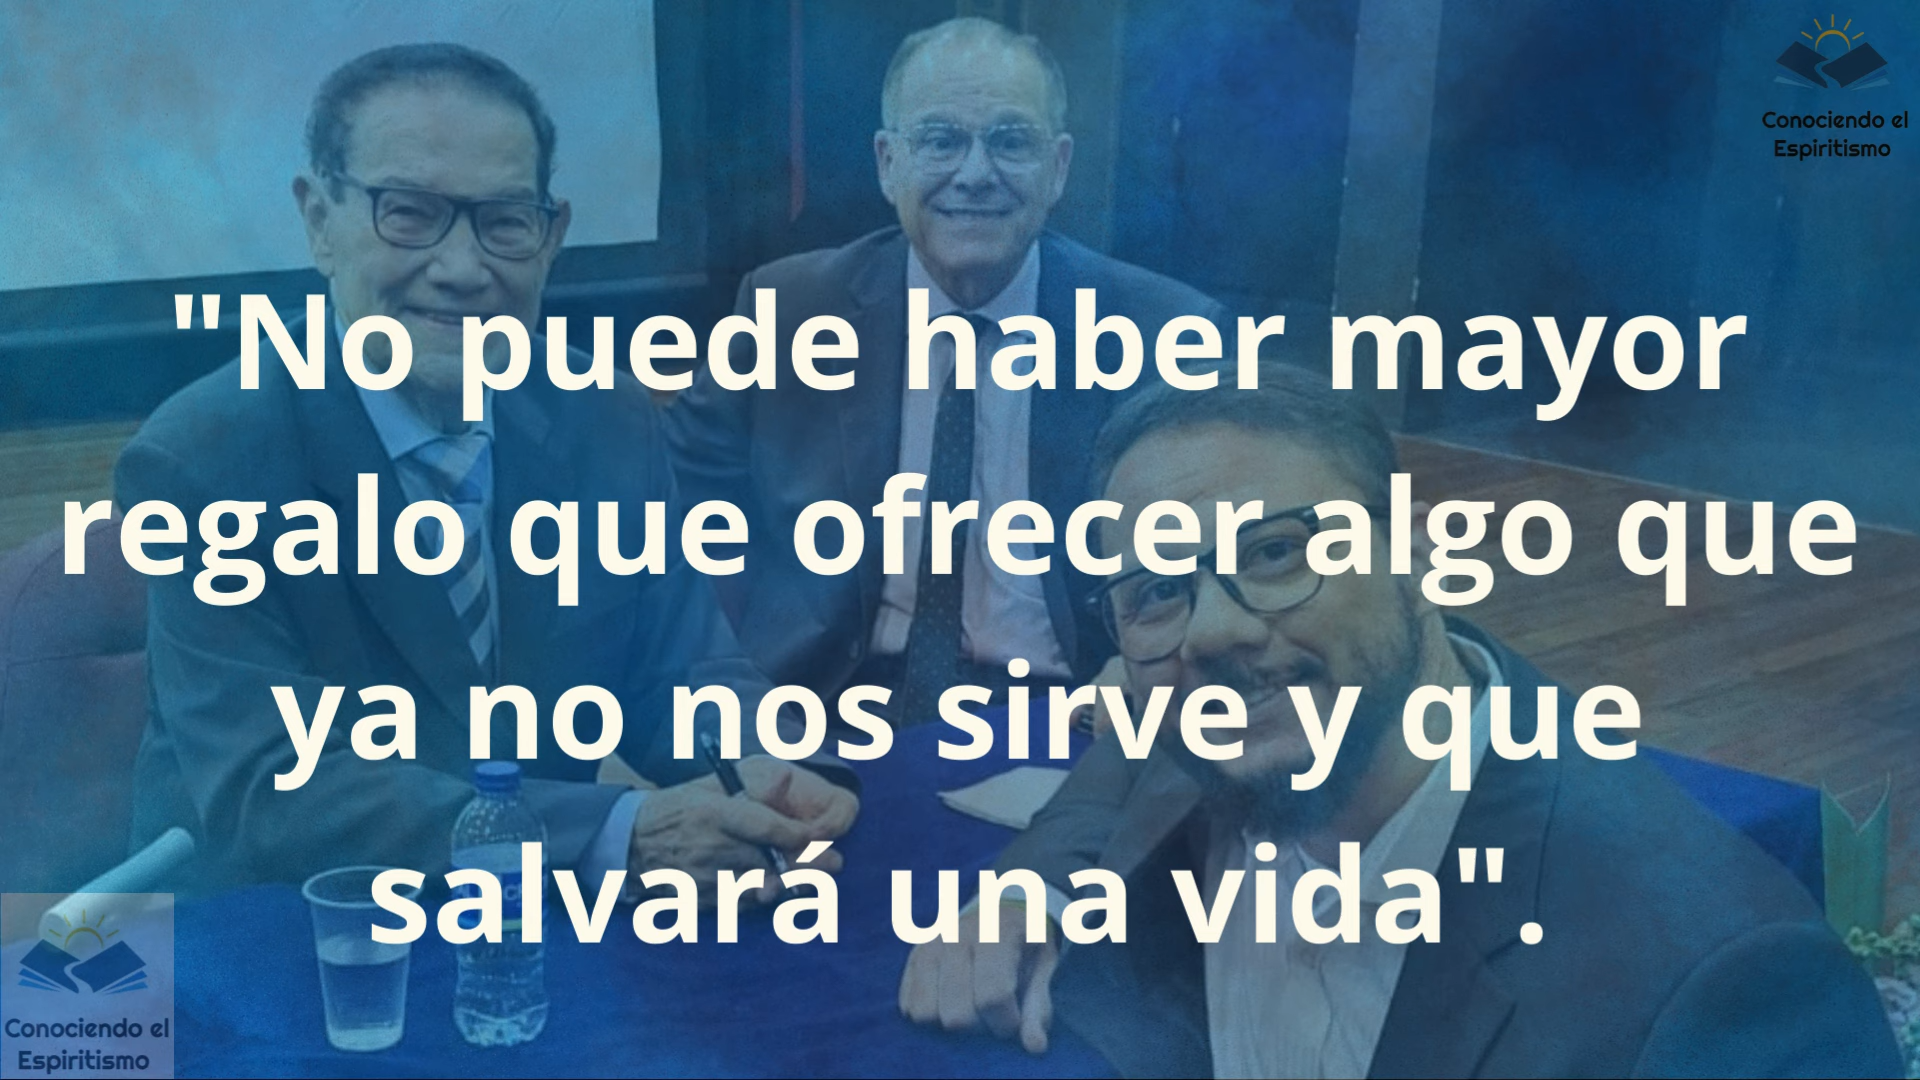 Conociendo el
Espiritismo
"No puede haber mayor
regalo que ofrecer algo que
ya no nos sirve y que
salvará una vida".
Conociendo el
Espiritismo